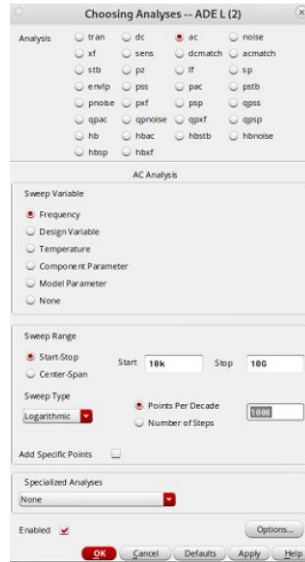 Choosing Analyses -- ADE L (2)
Analysis tran dc ac noise
xf sens dcmatch acmatch
stb pz lf sp
envlp pss pac pstb
pnoise pxf psp qpss
qpac qpnoise qpxf qpsp
hb hbac hbstb hbnoise
hbsp hbxf
AC Analysis
Sweep Variable
Frequency
Design Variable
Temperature
Component Parameter
Model Parameter
None
Sweep Range
Start-Stop Start 10k Stop 10G
Center-Span
Sweep Type
Logarithmic Points Per Decade 1000
Number of Steps
Add Specific Points
Specialized Analyses
None
Enabled Options...
OK Cancel Defaults Apply Help